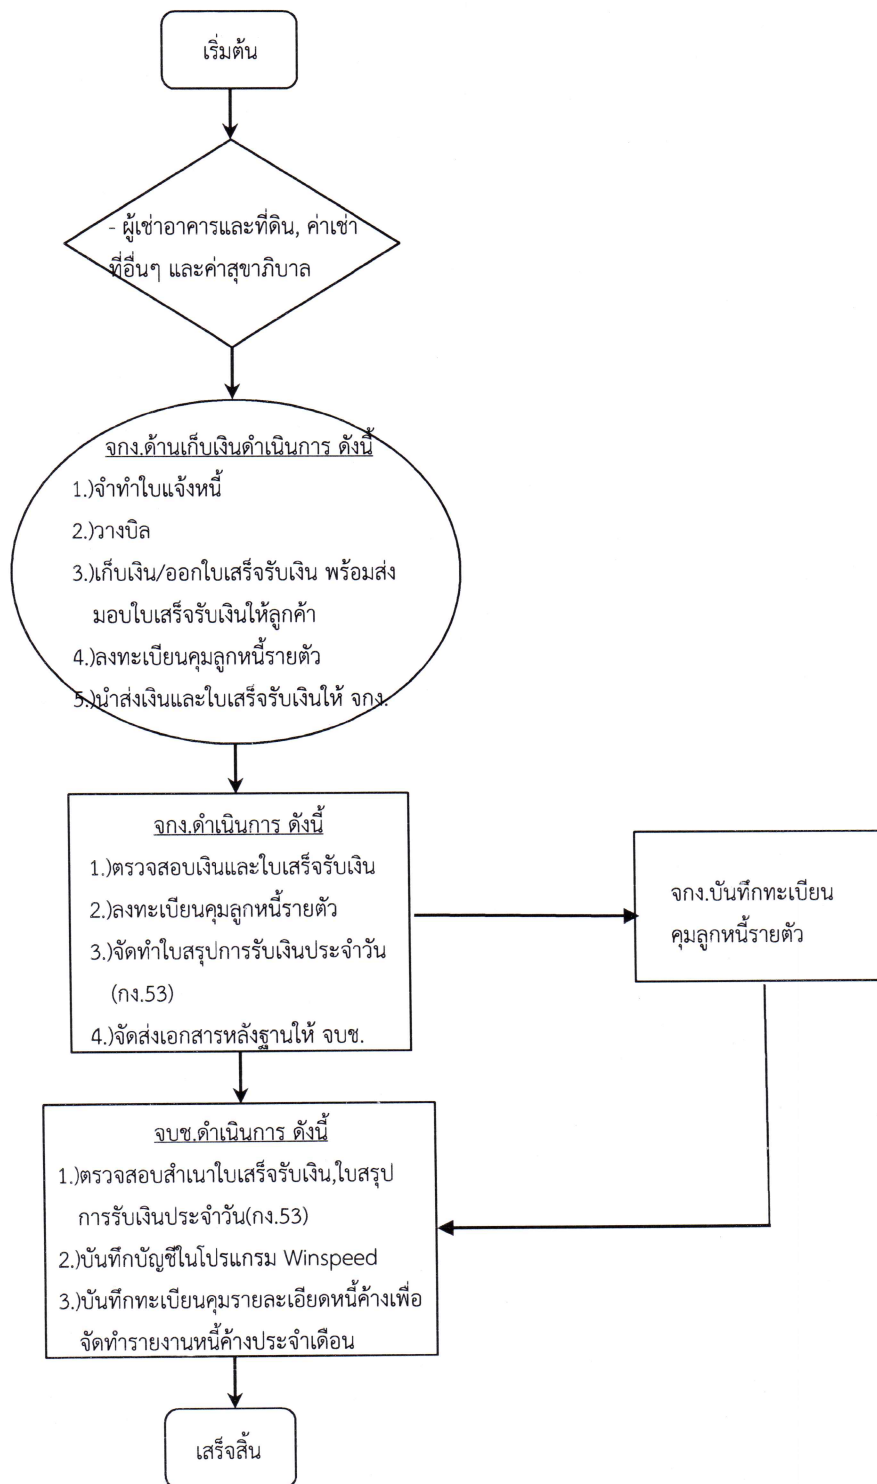 เริ่มต้น
- ผู้เช่าอาคารและที่ดิน, ค่าเช่า
ที่อื่นๆ และค่าสุขาภิบาล
จกง.ด้านเก็บเงินดำเนินการ ดังนี้
1.)จำทำใบแจ้งหนี้
2.)วางบิล
3.)เก็บเงิน/ออกใบเสร็จรับเงิน พร้อมส่ง
มอบใบเสร็จรับเงินให้ลูกค้า
4.)ลงทะเบียนคุมลูกหนี้รายตัว
5.)นำส่งเงินและใบเสร็จรับเงินให้ จกง.
จกง.ดำเนินการ ดังนี้
1.)ตรวจสอบเงินและใบเสร็จรับเงิน
2.)ลงทะเบียนคุมลูกหนี้รายตัว
3.)จัดทำใบสรุปการรับเงินประจำวัน
(กง.53)
4.)จัดส่งเอกสารหลังฐานให้ จบช.
จกง.บันทึกทะเบียน
คุมลูกหนี้รายตัว
จบช.ดำเนินการ ดังนี้
1.)ตรวจสอบสำเนาใบเสร็จรับเงิน,ใบสรุป
การรับเงินประจำวัน(กง.53)
2.)บันทึกบัญชีในโปรแกรม Winspeed
3.)บันทึกทะเบียนคุมรายละเอียดหนี้ค้างเพื่อ
จัดทำรายงานหนี้ค้างประจำเดือน
เสร็จสิ้น